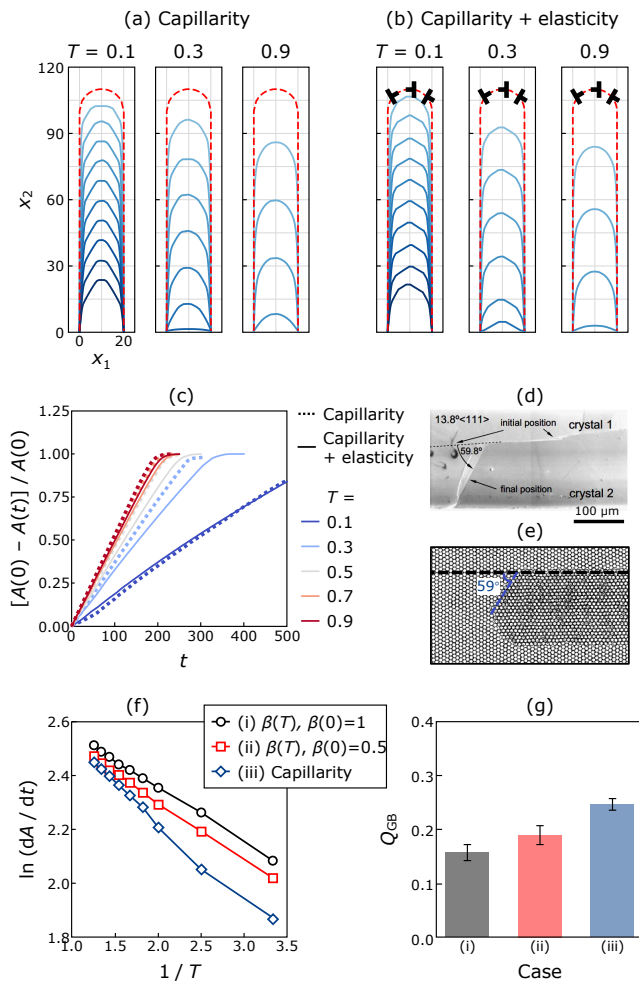 (a) Capillarity
(b) Capillarity + elasticity
T = 0.1 0.3 0.9
T = 0.1 0.3 0.9
120
90
60
30
0
x₂
0 20
x₁
(c)
1.25
1.00
0.75
0.50
0.25
0.00
[A(0) − A(t)] / A(0)
0 100 200 300 400 500
t
Capillarity
Capillarity
+ elasticity
T =
0.1
0.3
0.5
0.7
0.9
(d)
13.8º<111>
initial position
crystal 1
59.8º
final position
crystal 2
100 μm
(e)
59°
(f)
2.6
2.4
2.2
2.0
1.8
ln (dA / dt)
1.0 1.5 2.0 2.5 3.0 3.5
1 / T
(i) β(T), β(0)=1
(ii) β(T), β(0)=0.5
(iii) Capillarity
(g)
0.4
0.3
0.2
0.1
0.0
Q_GB
(i) (ii) (iii)
Case